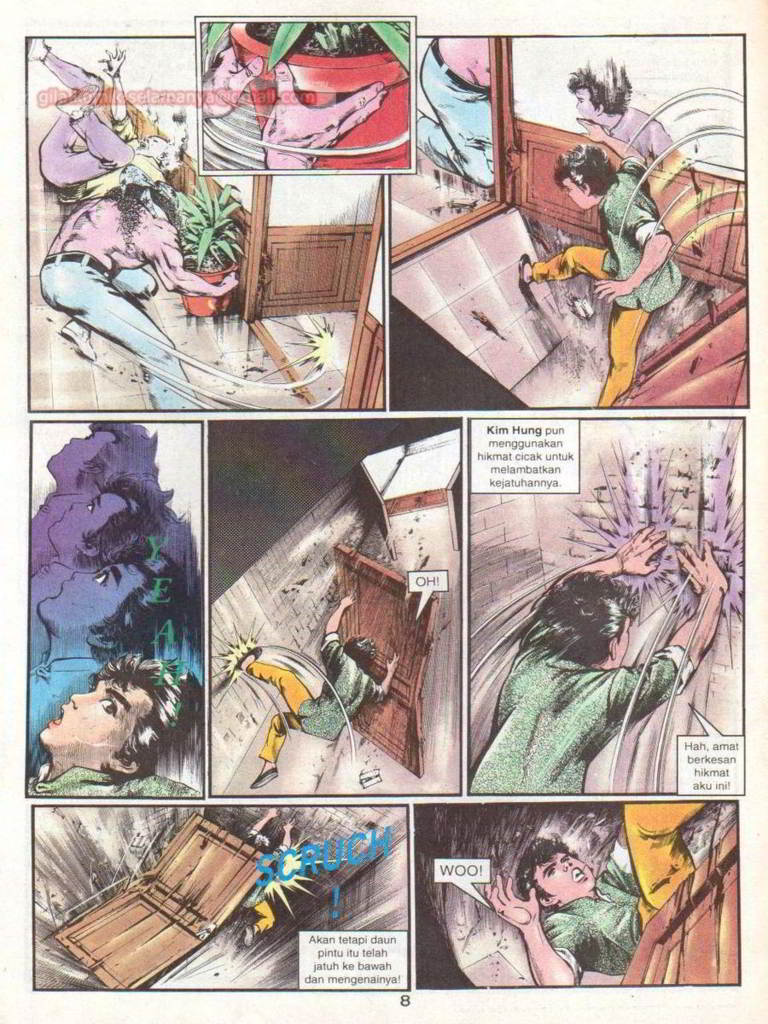 YEAH!
OH!
Kim Hung pun
menggunakan
hikmat cicak untuk
melambatkan
kejatuhannya.
Hah, amat
berkesan
hikmat
aku ini!
SCRUCH
!
Akan tetapi daun
pintu itu telah
jatuh ke bawah
dan mengenainya!
WOO!
8